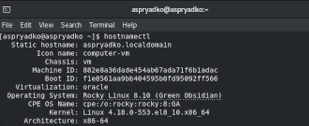 aspryadko@aspryadko:~
File Edit View Search Terminal Help
[aspryadko@aspryadko ~]$ hostnamectl
Static hostname: aspryadko.localdomain
Icon name: computer-vm
Chassis: vm
Machine ID: 882e8a36dade454ab67ada71f6b1adac
Boot ID: f1e8561aa9bb404595b0fd95092ff566
Virtualization: oracle
Operating System: Rocky Linux 8.10 (Green Obsidian)
CPE OS Name: cpe:/o:rocky:rocky:8:GA
Kernel: Linux 4.18.0-553.el8_10.x86_64
Architecture: x86-64